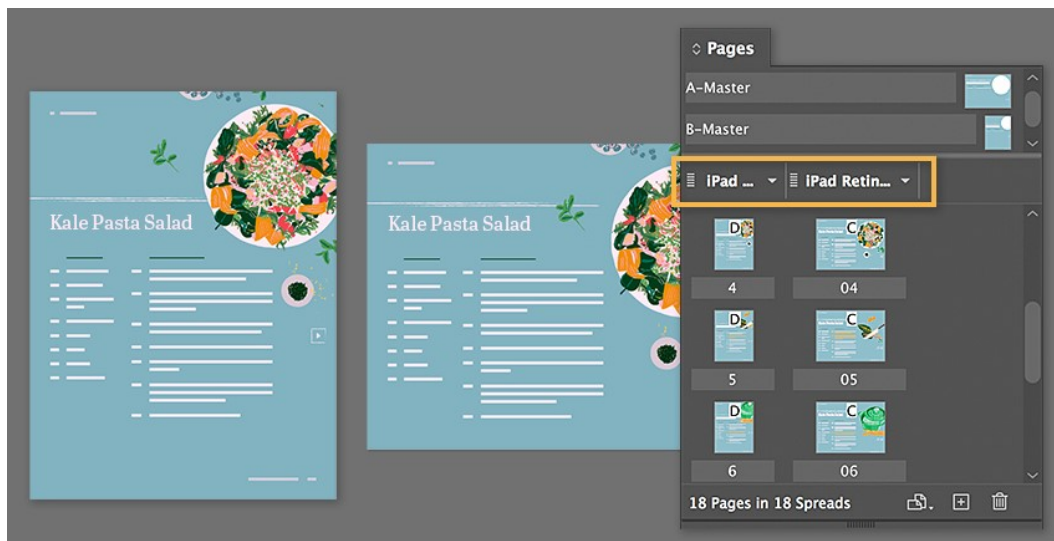 Kale Pasta Salad
Kale Pasta Salad
Pages
A-Master
B-Master
iPad ... iPad Retin...
D C
4 04
D C
5 05
D C
6 06
18 Pages in 18 Spreads